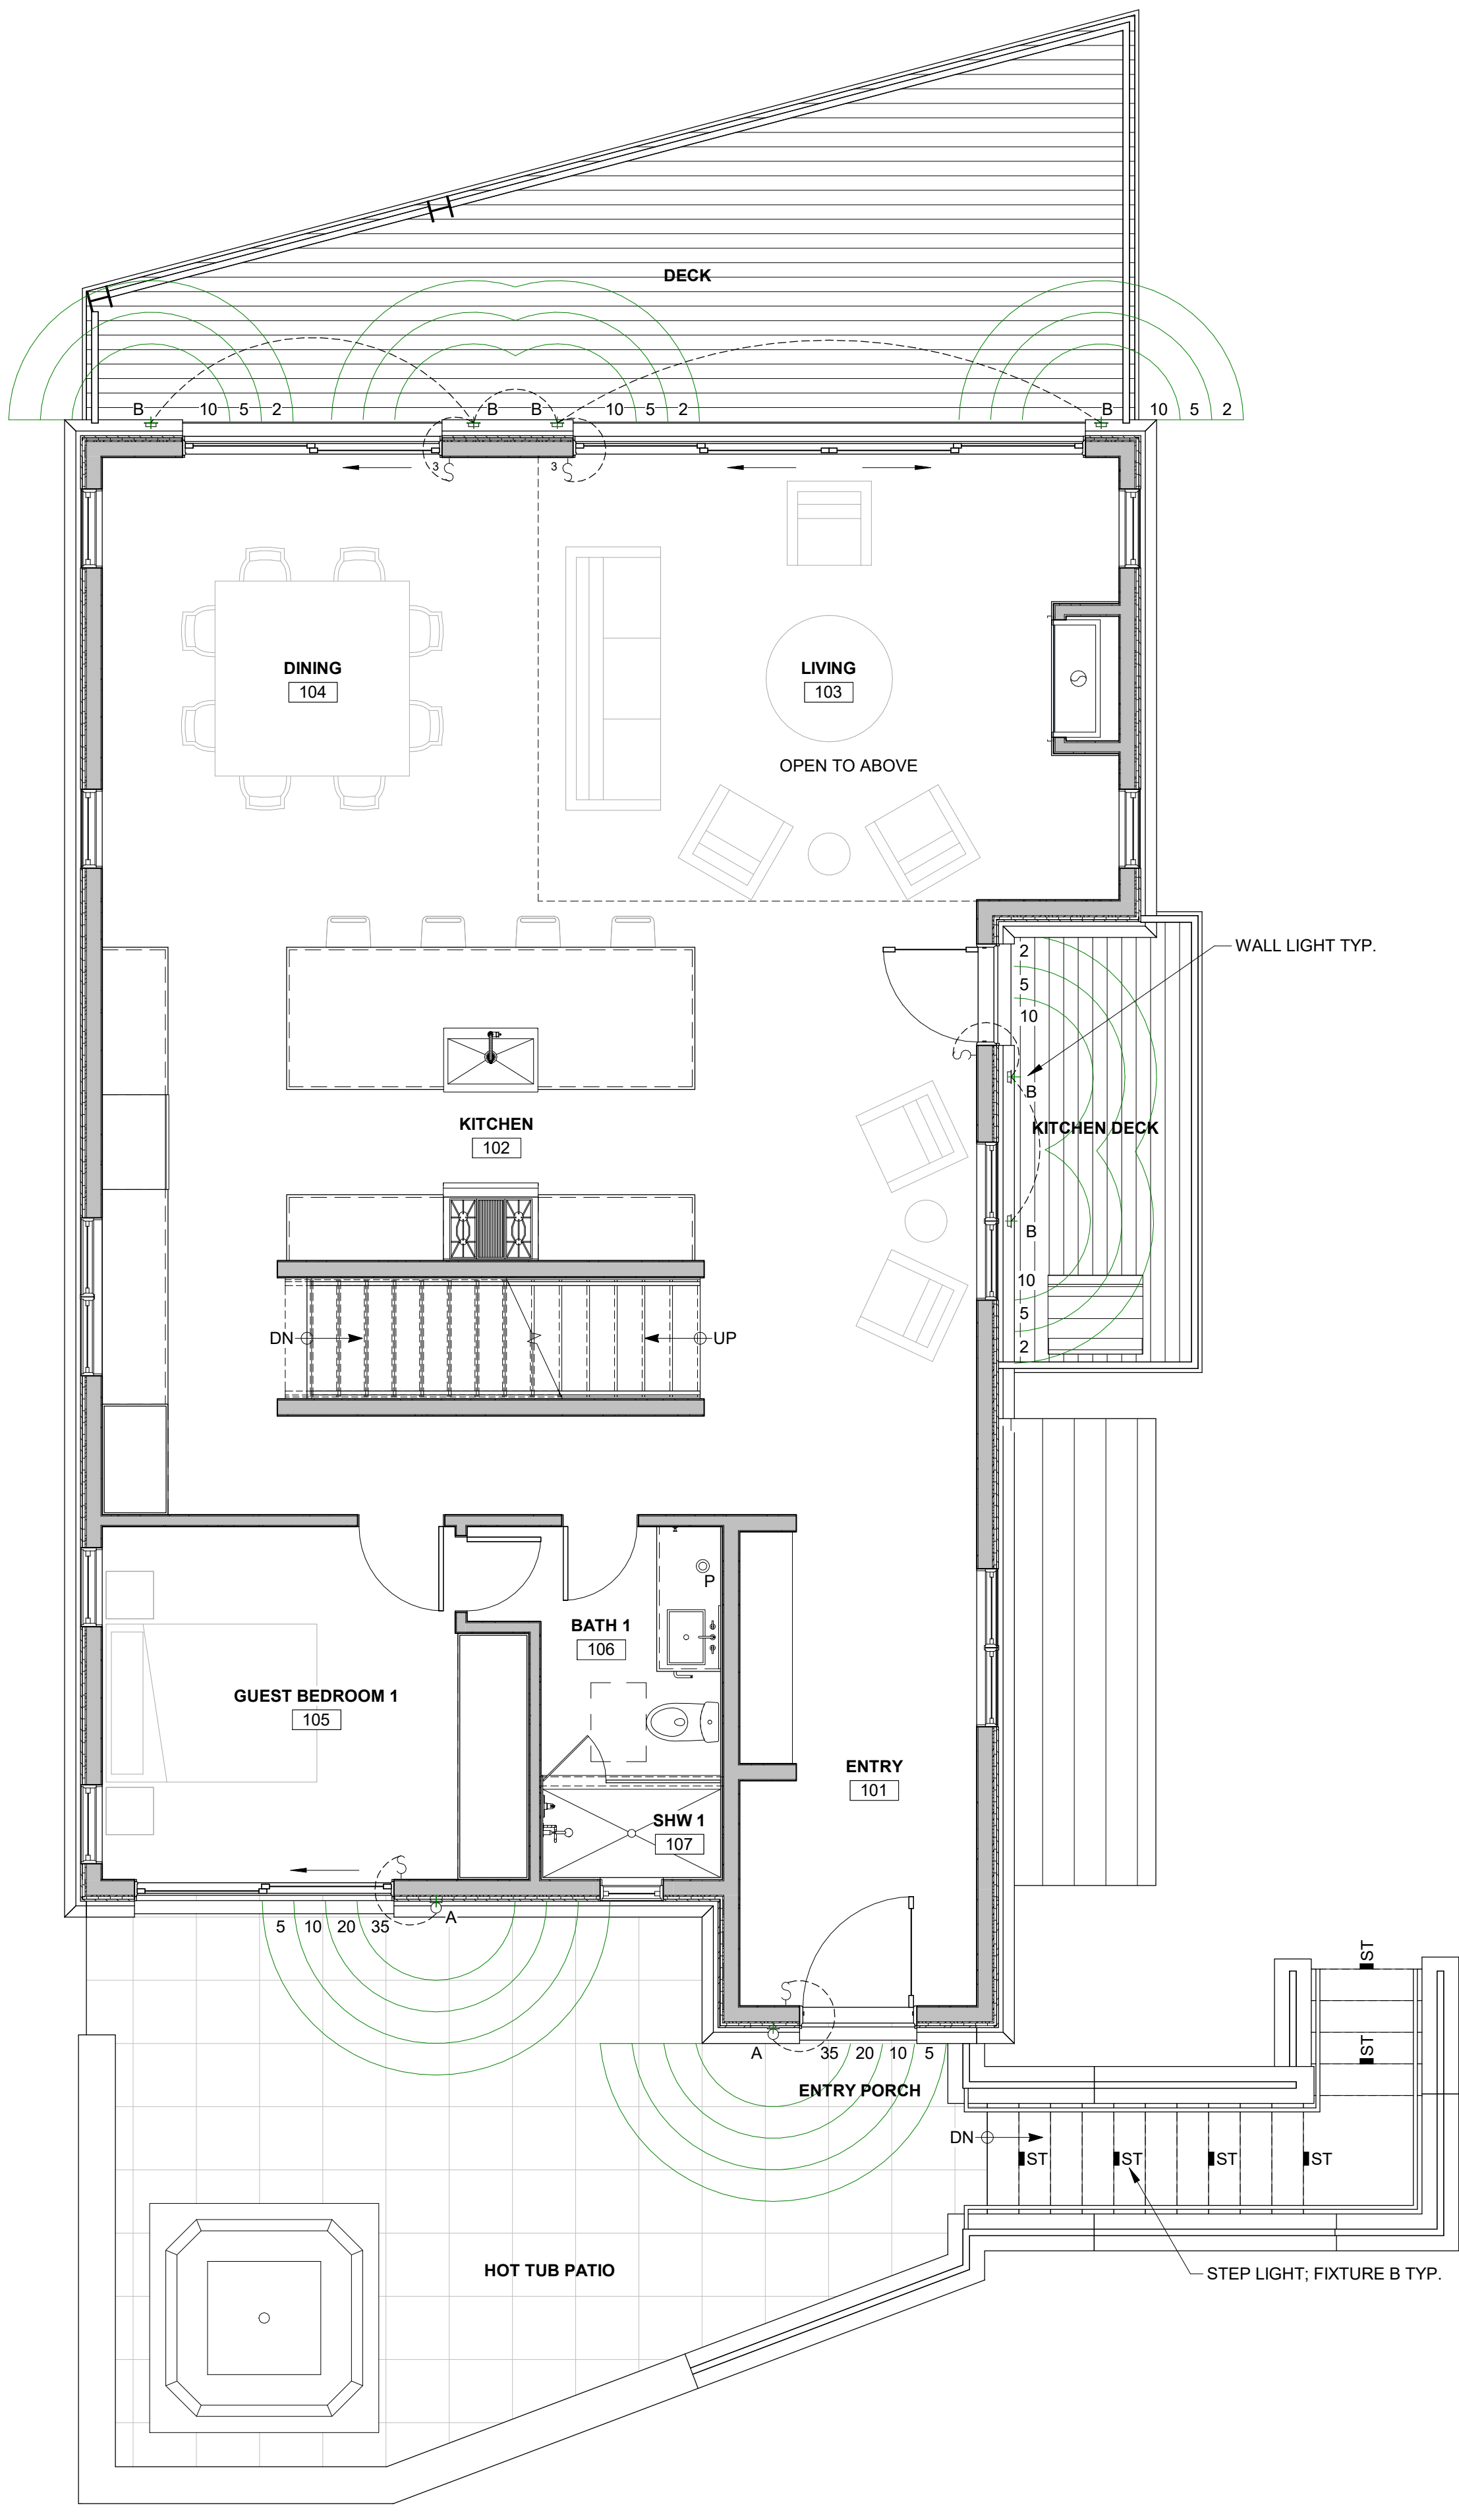 DECK
B 10 5 2 B B 10 5 2 B 10 5 2
3 S 3 S
DINING
104
LIVING
103
OPEN TO ABOVE
WALL LIGHT TYP.
2
5
10
S
B
KITCHEN DECK
KITCHEN
102
B
10
5
2
DN UP
P
BATH 1
106
GUEST BEDROOM 1
105
ENTRY
101
SHW 1
107
S
A
5 10 20 35
S
ST
ST
A 35 20 10 5
ENTRY PORCH
DN
ST ST ST ST
HOT TUB PATIO
STEP LIGHT; FIXTURE B TYP.